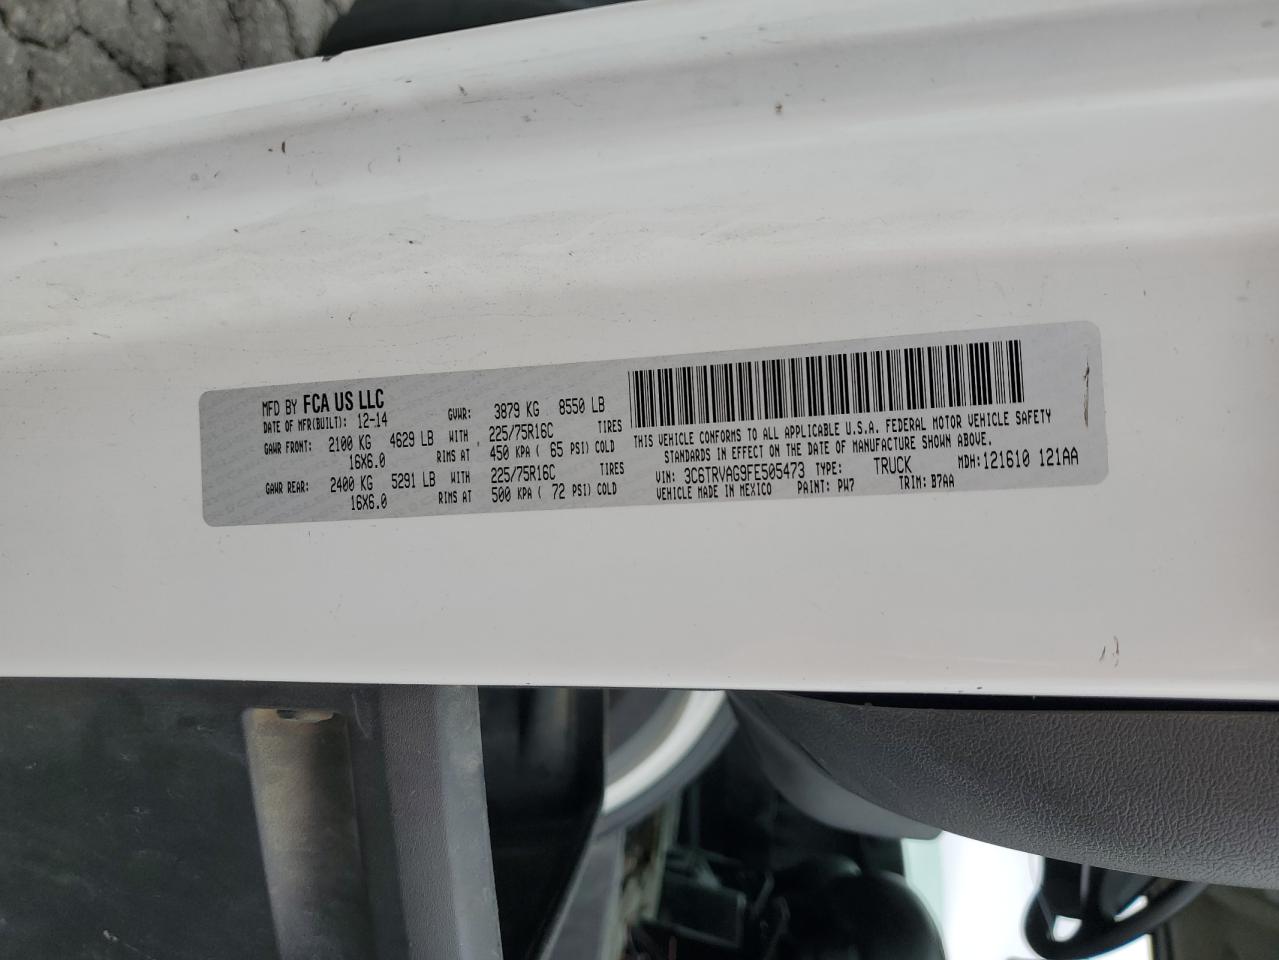 MFD BY FCA US LLC
DATE OF MFR(BUILT): 12-14 GVWR: 3879 KG 8550 LB
GAWR FRONT: 2100 KG 4629 LB WITH 225/75R16C TIRES
16X6.0 RIMS AT 450 KPA ( 65 PSI) COLD
GAWR REAR: 2400 KG 5291 LB WITH 225/75R16C TIRES
16X6.0 RIMS AT 500 KPA ( 72 PSI) COLD
THIS VEHICLE CONFORMS TO ALL APPLICABLE U.S.A. FEDERAL MOTOR VEHICLE SAFETY
STANDARDS IN EFFECT ON THE DATE OF MANUFACTURE SHOWN ABOVE.
VIN: 3C6TRVAG9FE505473 TYPE: TRUCK MDH:121610 121AA
VEHICLE MADE IN MEXICO PAINT: PW7 TRIM: B7AA